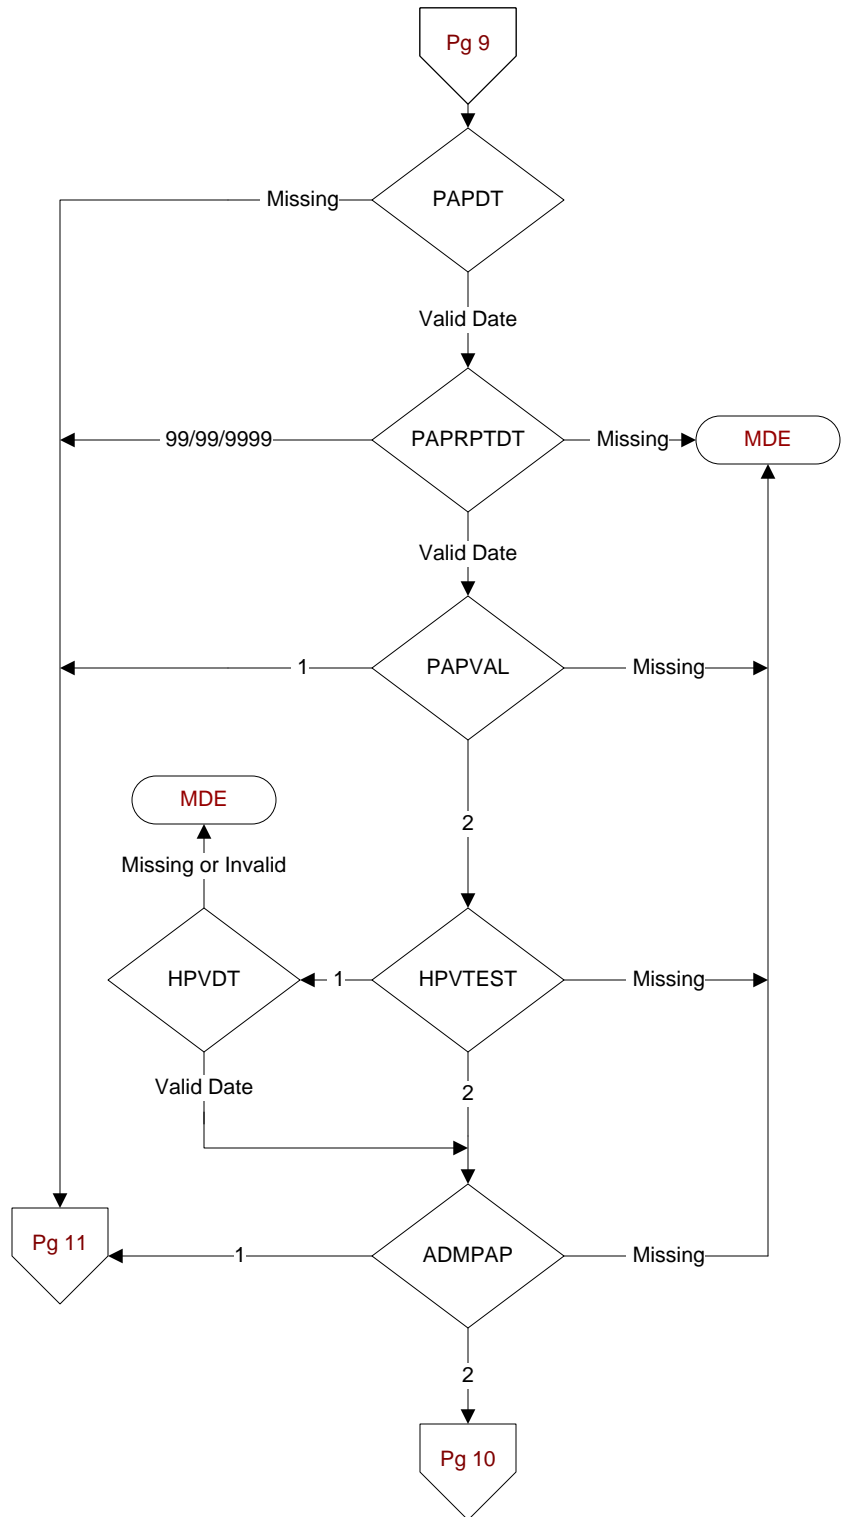 Pg 9
Missing
PAPDT
Valid Date
99/99/9999
PAPRPTDT
Missing
MDE
Valid Date
1
PAPVAL
Missing
MDE
2
Missing or Invalid
HPVDT
1
HPVTEST
Missing
Valid Date
2
Pg 11
1
ADMPAP
Missing
2
Pg 10